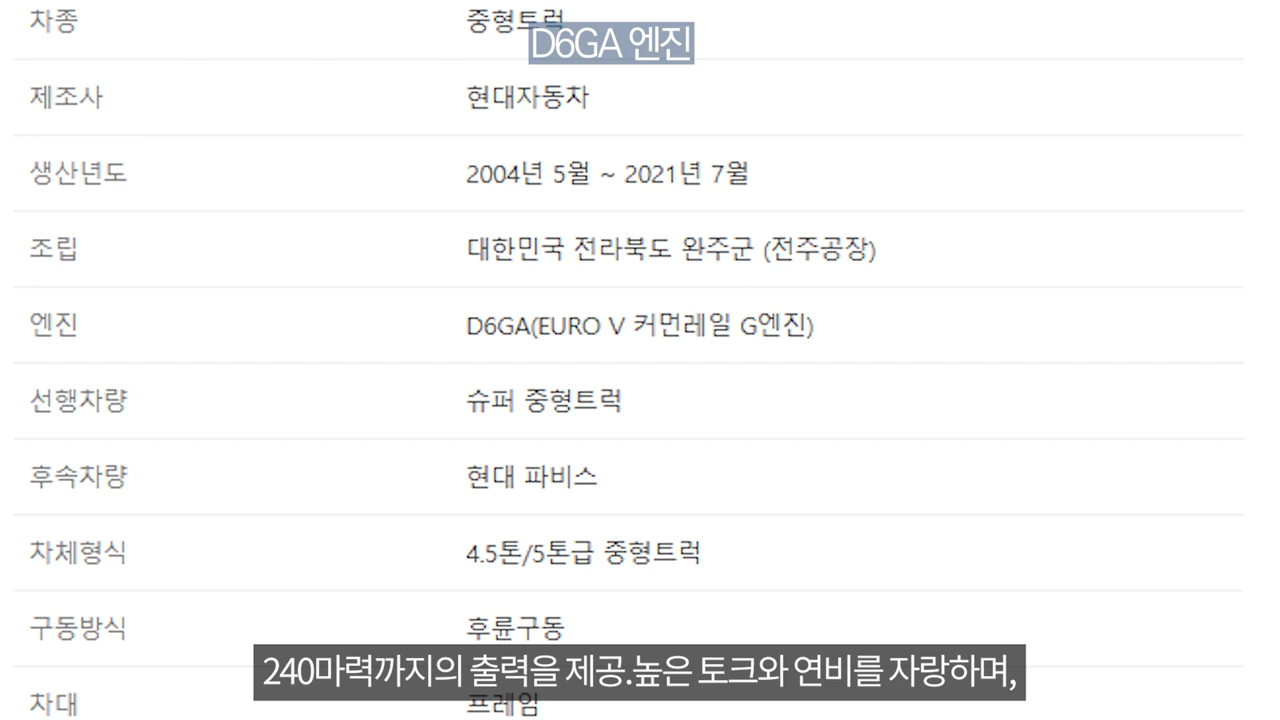 차종 중형트럭
D6GA 엔진
제조사 현대자동차
생산년도 2004년 5월 ~ 2021년 7월
조립 대한민국 전라북도 완주군 (전주공장)
엔진 D6GA(EURO V 커먼레일 G엔진)
선행차량 슈퍼 중형트럭
후속차량 현대 파비스
차체형식 4.5톤/5톤급 중형트럭
구동방식 후륜구동
240마력까지의 출력을 제공.높은 토크와 연비를 자랑하며,
차대 프레임